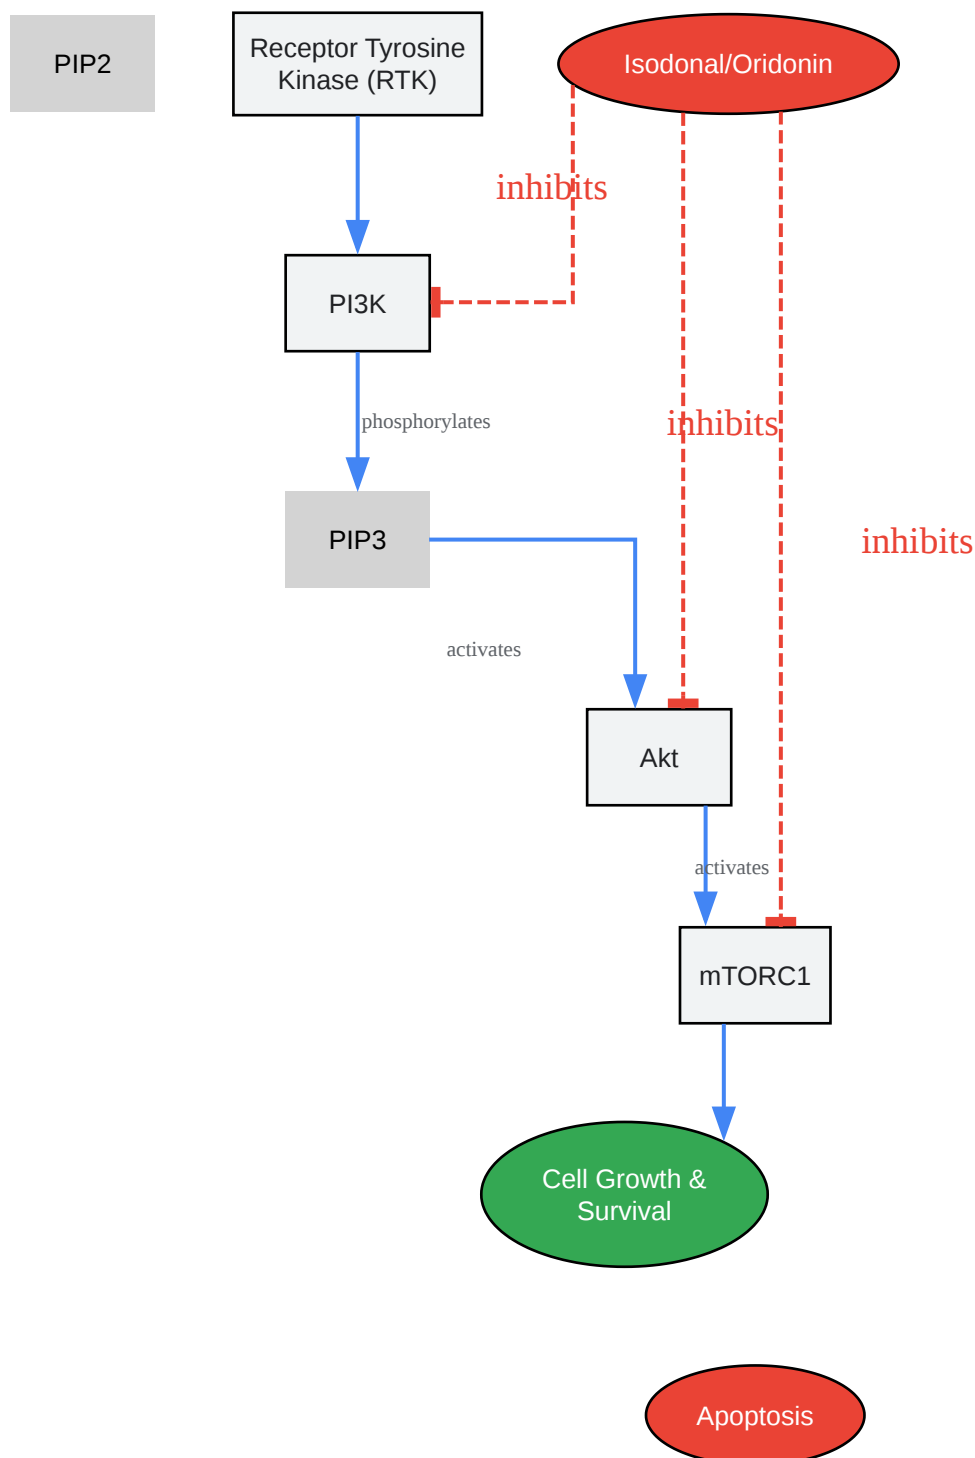 PIP2
Receptor Tyrosine
Kinase (RTK)
Isodonal/Oridonin
inhibits
PI3K
phosphorylates
inhibits
PIP3
inhibits
activates
Akt
activates
mTORC1
Cell Growth &
Survival
Apoptosis